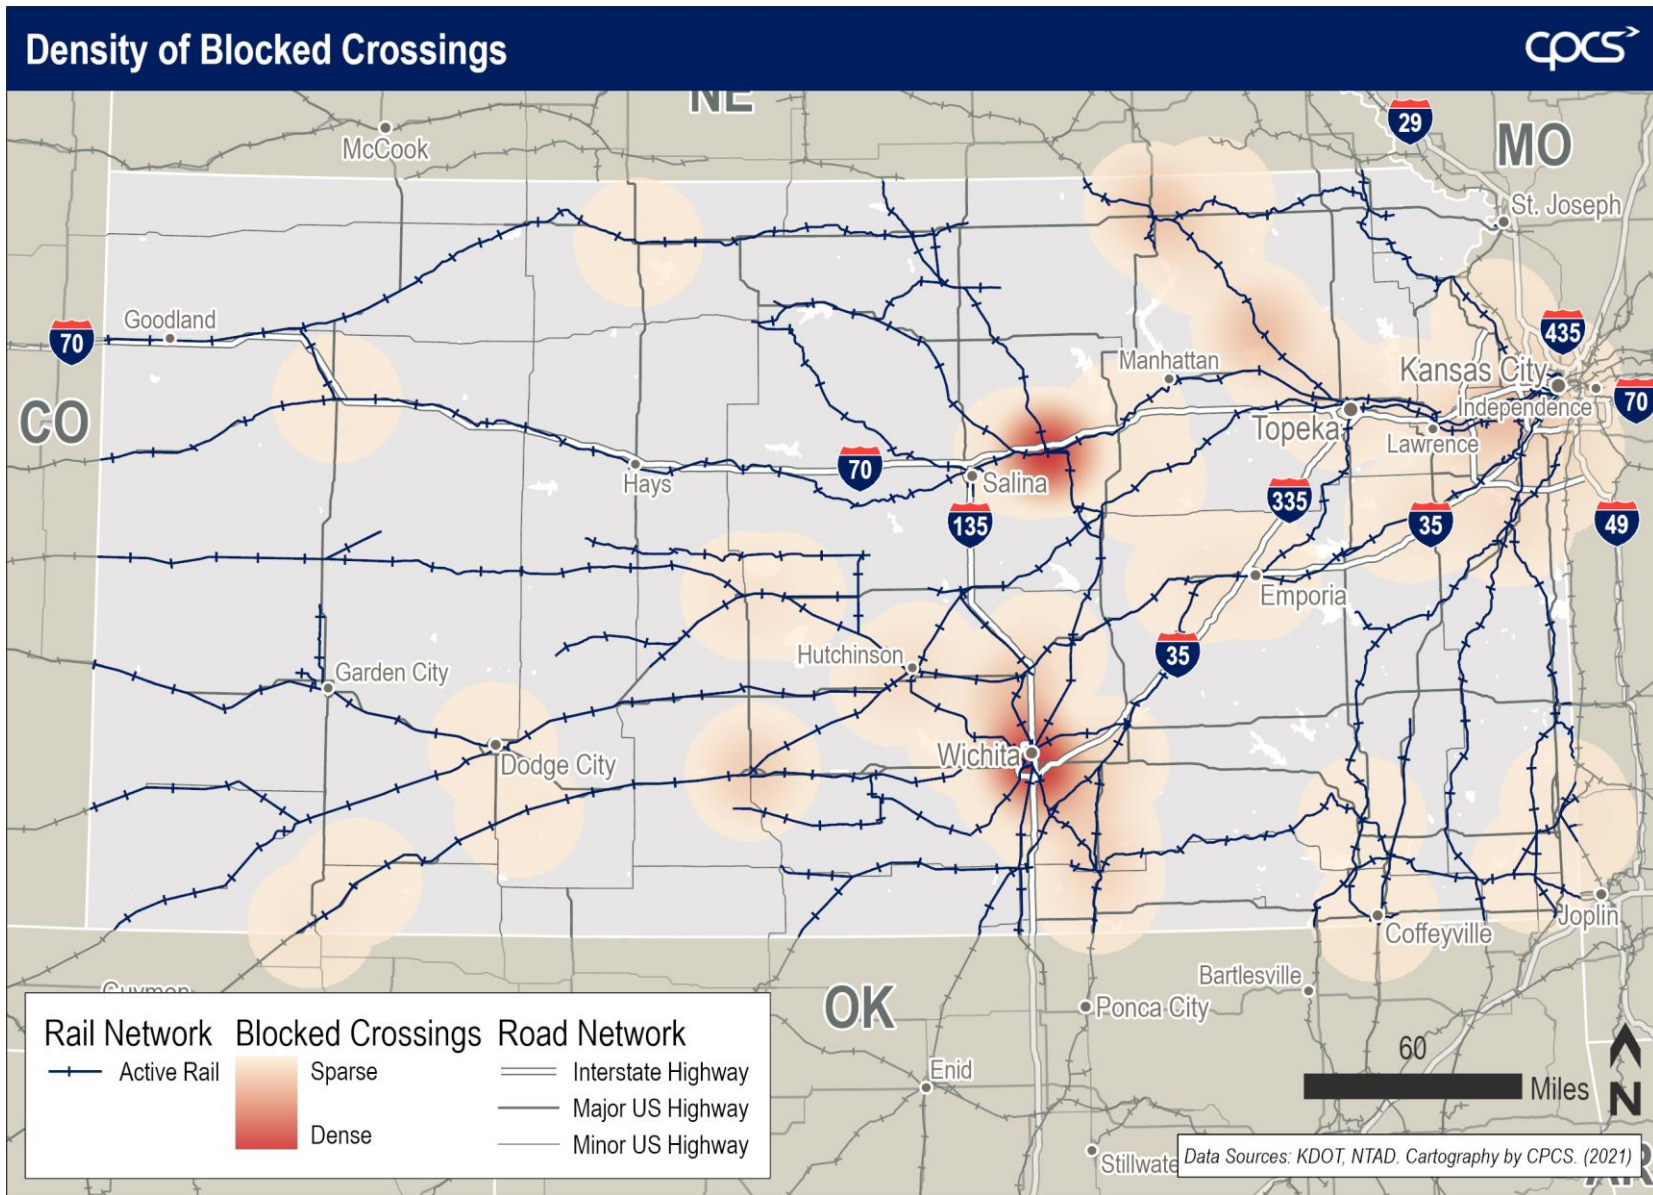 Density of Blocked Crossings
cpcs
NE
29
MO
McCook
St. Joseph
Goodland
70
435
Manhattan
Kansas City
70
CO
Independence
Topeka
Lawrence
70
Hays
Salina
335
135
35
49
Emporia
Hutchinson
35
Garden City
Wichita
Dodge City
Joplin
Coffeyville
Bartlesville
Guymon
OK
Ponca City
Rail Network
Active Rail
Blocked Crossings
Sparse
Dense
Road Network
Interstate Highway
Major US Highway
Minor US Highway
Enid
60
Miles
N
Stillwate
Data Sources: KDOT, NTAD. Cartography by CPCS. (2021)
AR